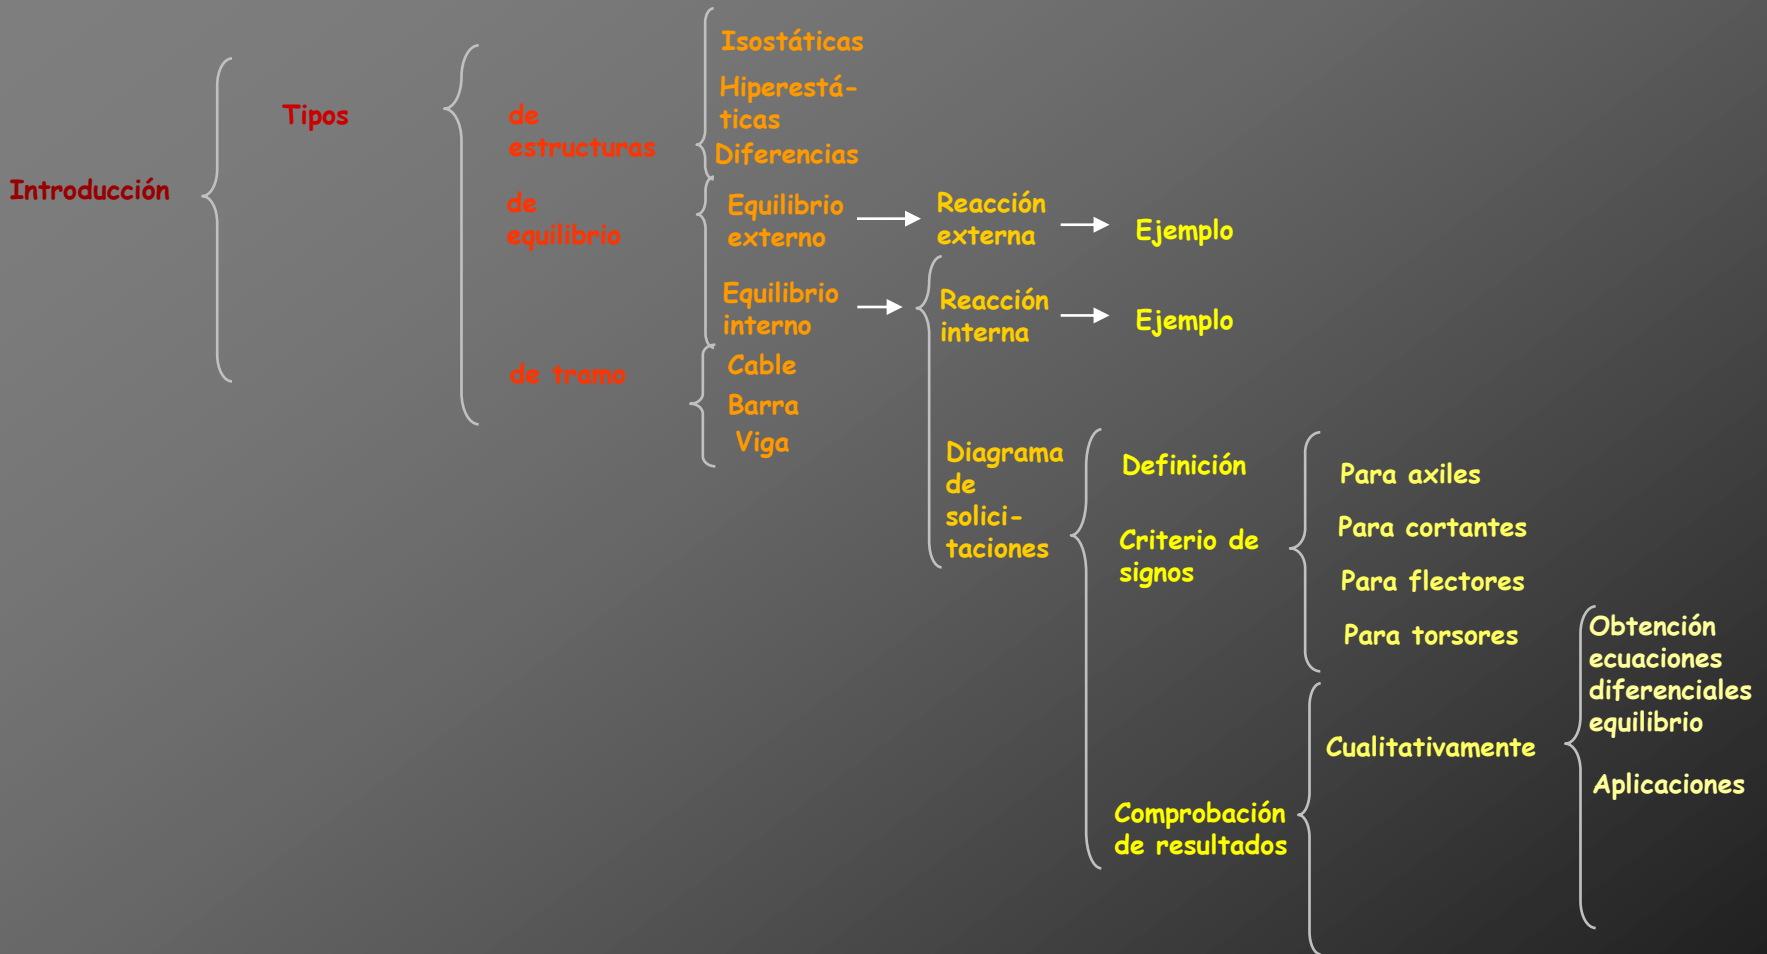 Introducción
Tipos
de
estructuras
Isostáticas
Hiperestá-
ticas
Diferencias
de
equilibrio
Equilibrio
externo
Reacción
externa
Ejemplo
Equilibrio
interno
Reacción
interna
Ejemplo
Diagrama
de
solici-
taciones
Definición
Criterio de
signos
Para axiles
Para cortantes
Para flectores
Para torsores
Comprobación
de resultados
Cualitativamente
Obtención
ecuaciones
diferenciales
equilibrio
Aplicaciones
de tramo
Cable
Barra
Viga